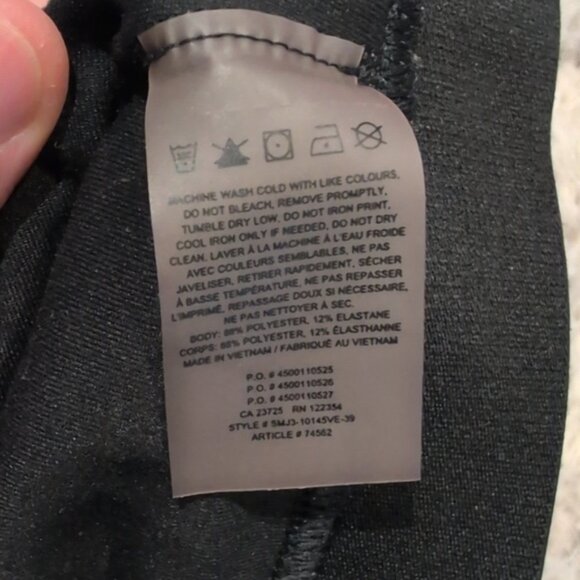 MACHINE WASH COLD WITH LIKE COLOURS,
DO NOT BLEACH, REMOVE PROMPTLY,
TUMBLE DRY LOW. DO NOT IRON PRINT,
COOL IRON ONLY IF NEEDED, DO NOT DRY
CLEAN. LAVER À LA MACHINE À L'EAU FROIDE
AVEC COULEURS SEMBLABLES, NE PAS
JAVELISER, RETIRER RAPIDEMENT, SÉCHER
À BASSE TEMPÉRATURE, NE PAS REPASSER
L'IMPRIMÉ, REPASSAGE DOUX SI NÉCESSAIRE,
NE PAS NETTOYER À SEC.
BODY: 88% POLYESTER, 12% ELASTANE
CORPS: 88% POLYESTER, 12% ÉLASTHANNE
MADE IN VIETNAM / FABRIQUÉ AU VIETNAM
P.O. # 4500110525
P.O. # 4500110526
P.O. # 4500110527
CA 23725 RN 122354
STYLE # SMJ3-10145VE-39
ARTICLE # 74562